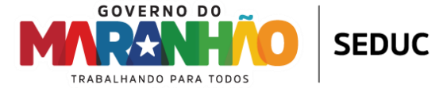 GOVERNO DO
MARANHÃO
TRABALHANDO PARA TODOS
SEDUC